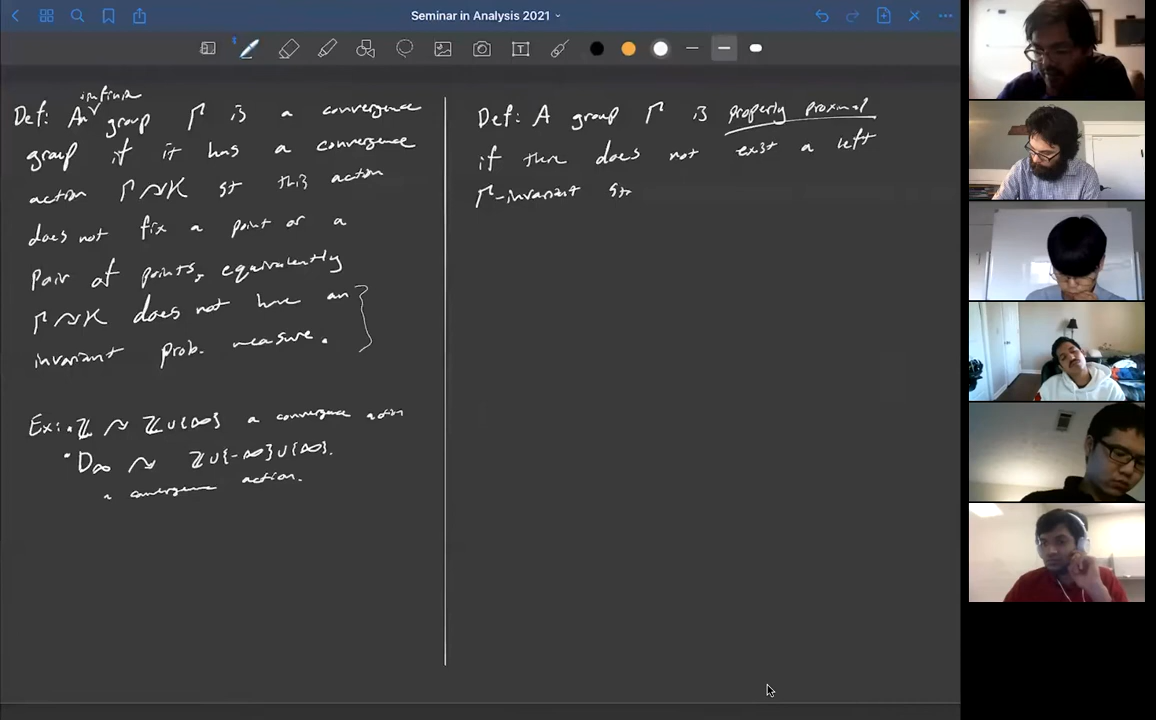 Seminar in Analysis 2021
infinite
Def: An group Γ is a convergence
group if it has a convergence
action Γ↷K st this action
does not fix a point or a
pair of points, equivalently
Γ↷K does not have an
invariant prob. measure.
Ex: • ℤ ↷ ℤ∪{∞} a convergence action
• D∞ ↷ ℤ∪{-∞}∪{∞}.
a convergence action.
Def: A group Γ is properly proximal
if there does not exist a left
Γ-invariant st